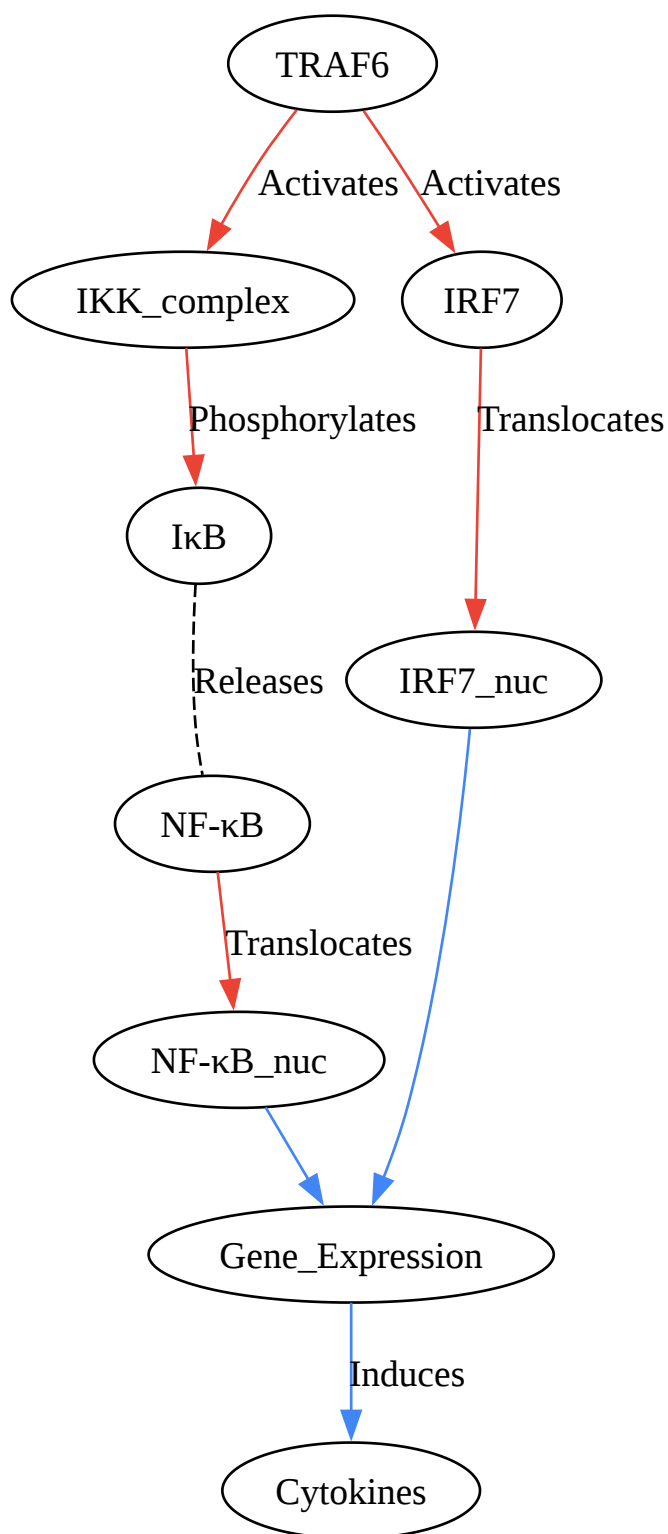 TRAF6
Activates
Activates
IKK_complex
IRF7
Phosphorylates
Translocates
IκB
Releases
IRF7_nuc
NF-κB
Translocates
NF-κB_nuc
Gene_Expression
Induces
Cytokines